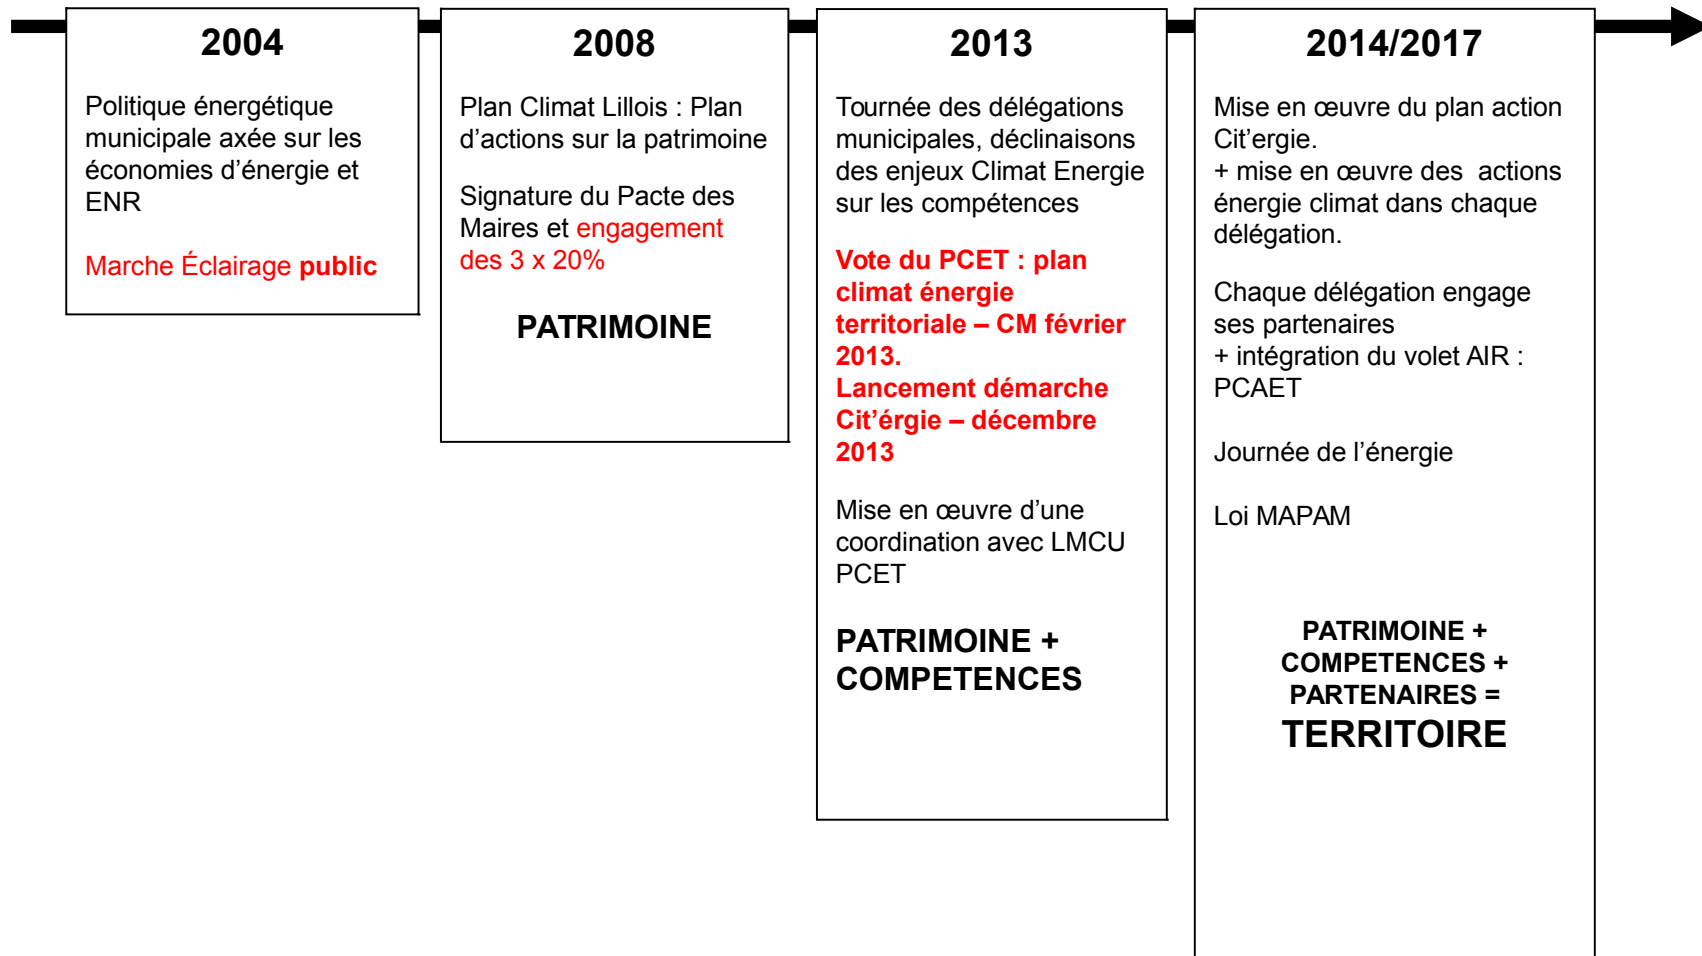 2004
Politique énergétique
municipale axée sur les
économies d’énergie et
ENR
Marche Éclairage public
2008
Plan Climat Lillois : Plan
d’actions sur la patrimoine
Signature du Pacte des
Maires et engagement
des 3 x 20%
PATRIMOINE
2013
Tournée des délégations
municipales, déclinaisons
des enjeux Climat Energie
sur les compétences
Vote du PCET : plan
climat énergie
territoriale – CM février
2013.
Lancement démarche
Cit’érgie – décembre
2013
Mise en œuvre d’une
coordination avec LMCU
PCET
PATRIMOINE +
COMPETENCES
2014/2017
Mise en œuvre du plan action
Cit’ergie.
+ mise en œuvre des  actions
énergie climat dans chaque
délégation.
Chaque délégation engage
ses partenaires
+ intégration du volet AIR :
PCAET
Journée de l’énergie
Loi MAPAM
PATRIMOINE +
COMPETENCES +
PARTENAIRES =
TERRITOIRE